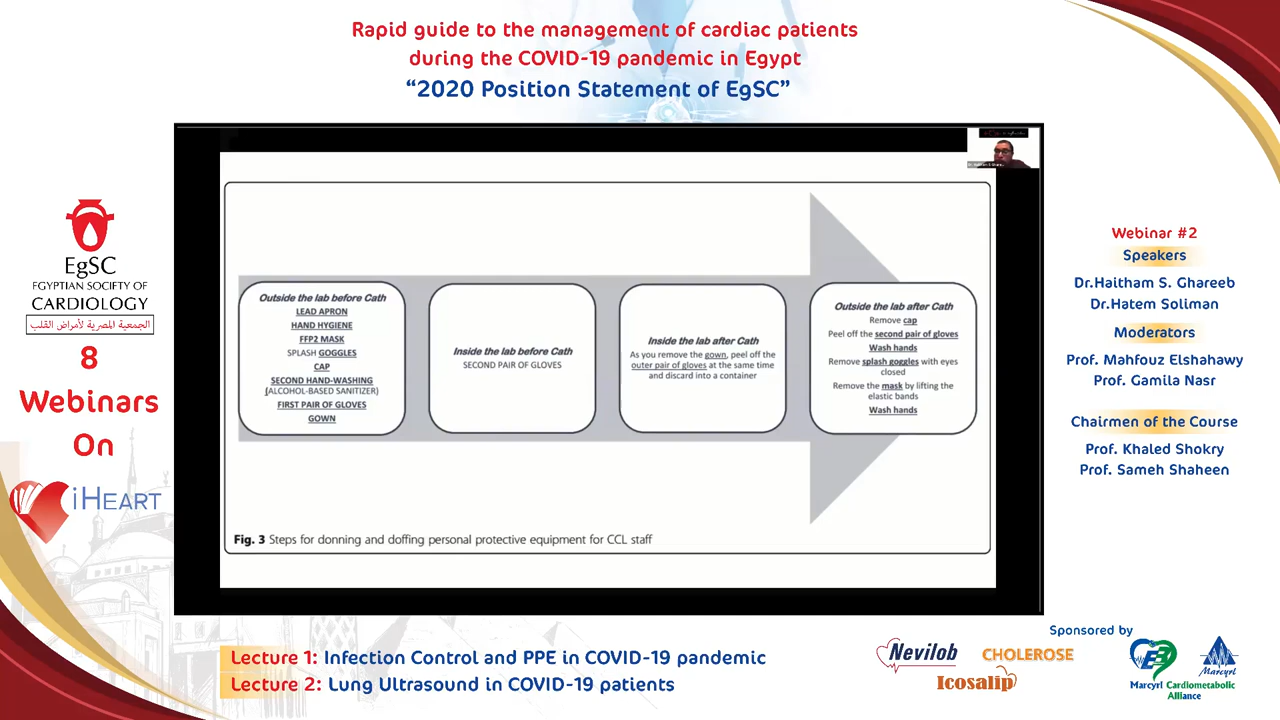 Rapid guide to the management of cardiac patients
during the COVID-19 pandemic in Egypt
“2020 Position Statement of EgSC”
EgSC
EGYPTIAN SOCIETY OF
CARDIOLOGY
الجمعية المصرية لأمراض القلب
8
Webinars
On
iHEART
Outside the lab before Cath
LEAD APRON
HAND HYGIENE
FFP2 MASK
SPLASH GOGGLES
CAP
SECOND HAND-WASHING
(ALCOHOL-BASED SANITIZER)
FIRST PAIR OF GLOVES
GOWN
Inside the lab before Cath
SECOND PAIR OF GLOVES
Inside the lab after Cath
As you remove the gown, peel off the
outer pair of gloves at the same time
and discard into a container
Outside the lab after Cath
Remove cap
Peel off the second pair of gloves
Wash hands
Remove splash goggles with eyes
closed
Remove the mask by lifting the
elastic bands
Wash hands
Fig. 3 Steps for donning and doffing personal protective equipment for CCL staff
Webinar #2
Speakers
Dr.Haitham S. Ghareeb
Dr.Hatem Soliman
Moderators
Prof. Mahfouz Elshahawy
Prof. Gamila Nasr
Chairmen of the Course
Prof. Khaled Shokry
Prof. Sameh Shaheen
Lecture 1: Infection Control and PPE in COVID-19 pandemic
Lecture 2: Lung Ultrasound in COVID-19 patients
Sponsored by
Nevilob
CHOLEROSE
Icosalip
Marcyrl Cardiometabolic
Alliance
Marcyrl